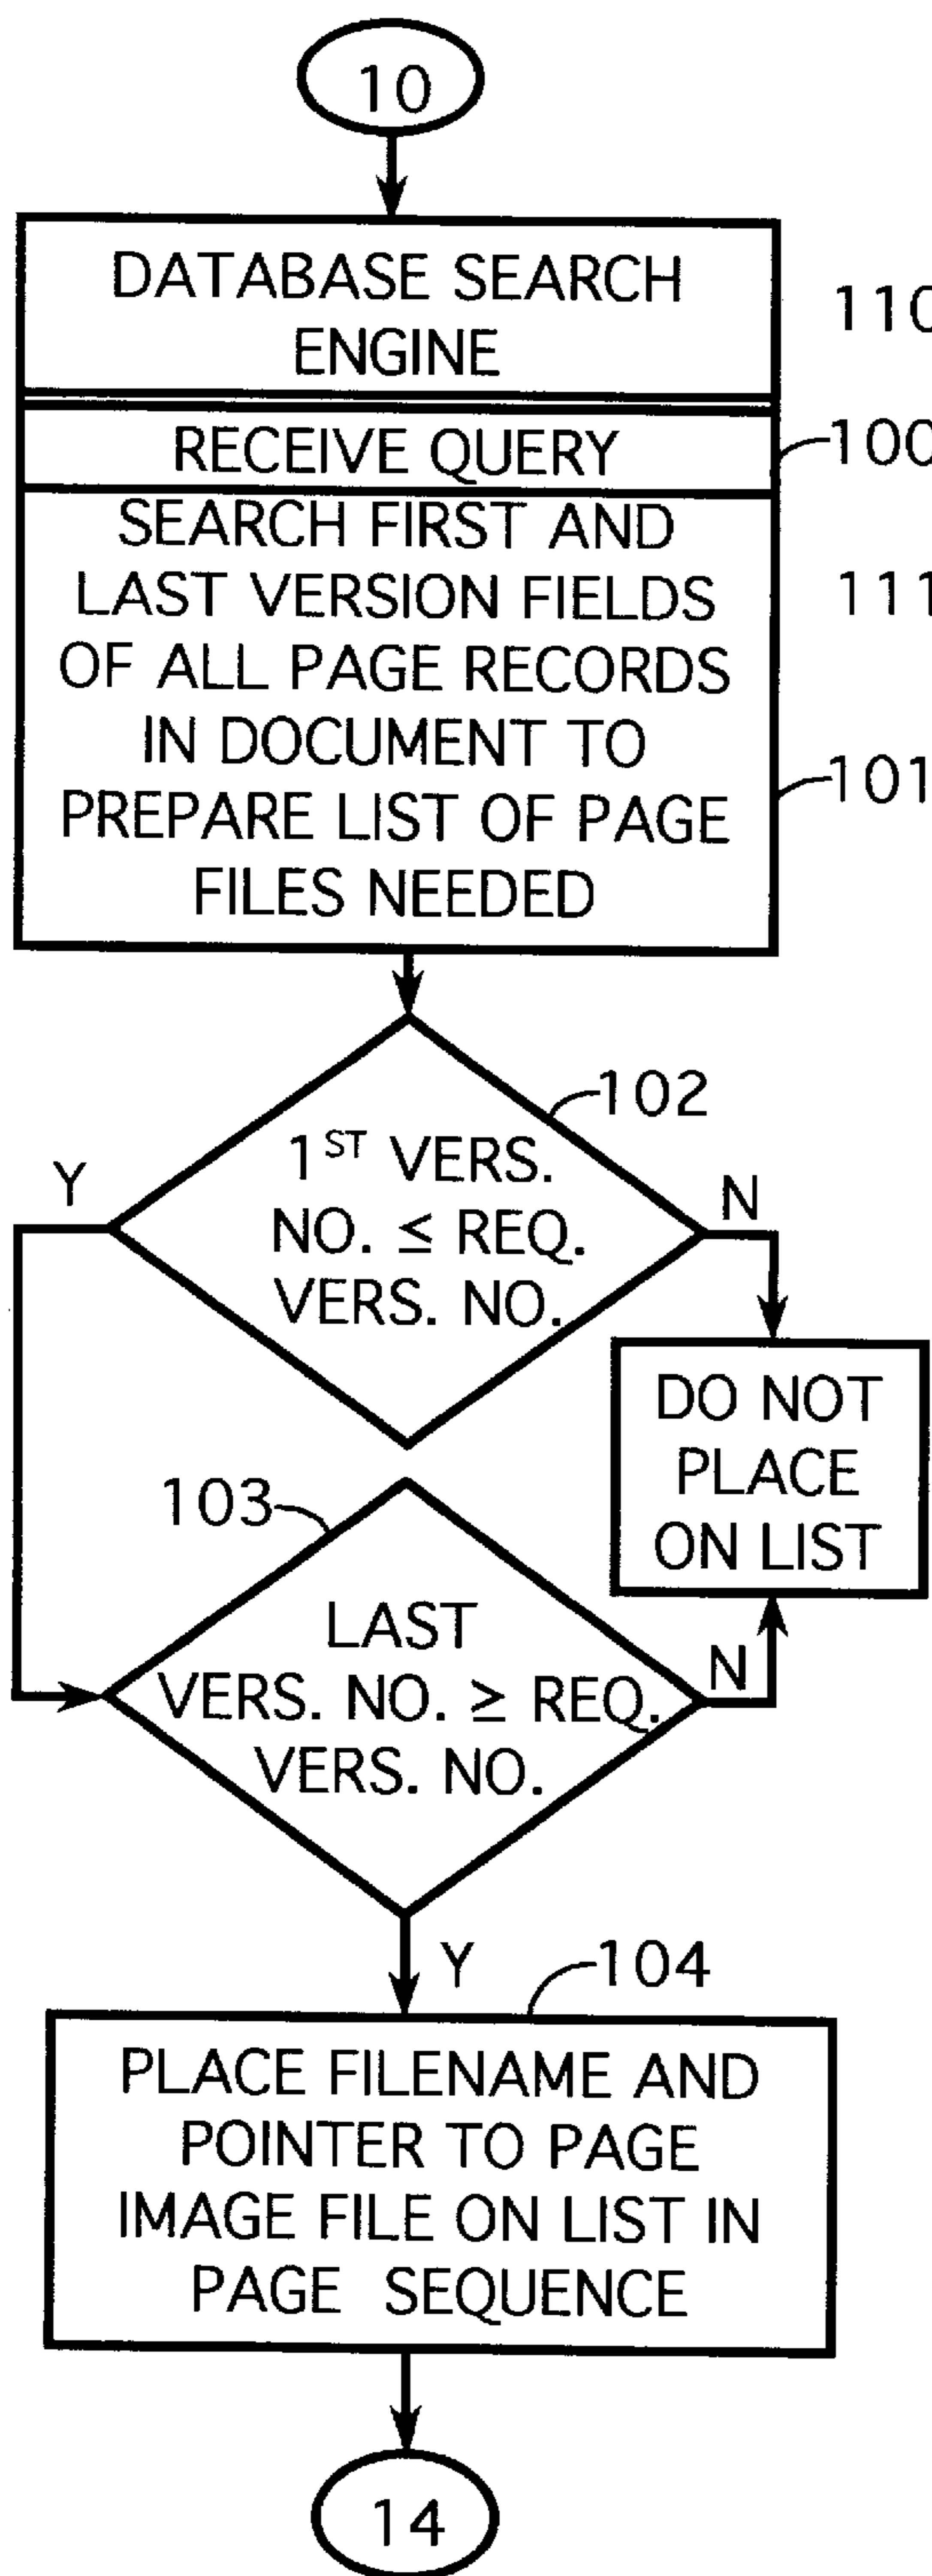 10
DATABASE SEARCH
ENGINE
110
RECEIVE QUERY
100
SEARCH FIRST AND
LAST VERSION FIELDS
111
OF ALL PAGE RECORDS
IN DOCUMENT TO
101
PREPARE LIST OF PAGE
FILES NEEDED
102
1ST VERS.
NO. ≤ REQ.
VERS. NO.
Y
N
DO NOT
PLACE
ON LIST
103
LAST
VERS. NO. ≥ REQ.
VERS. NO.
N
Y
104
PLACE FILENAME AND
POINTER TO PAGE
IMAGE FILE ON LIST IN
PAGE SEQUENCE
14